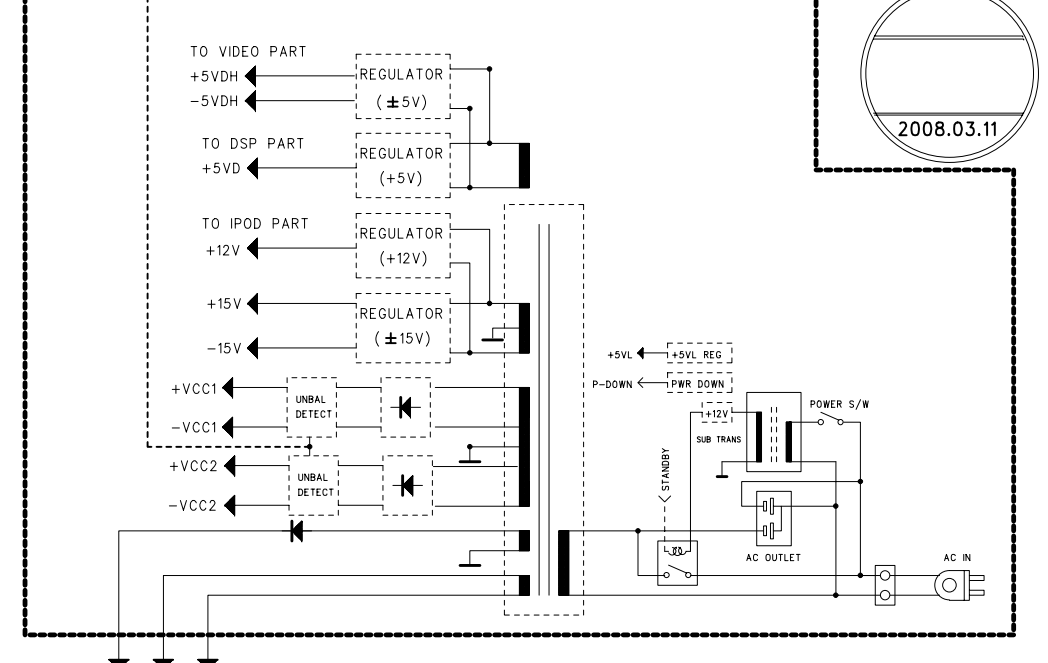 TO VIDEO PART
+5VDH
-5VDH
REGULATOR
(±5V)
TO DSP PART
+5VD
REGULATOR
(+5V)
TO IPOD PART
+12V
REGULATOR
(+12V)
+15V
-15V
REGULATOR
(±15V)
+VCC1
-VCC1
UNBAL
DETECT
+VCC2
-VCC2
UNBAL
DETECT
2008.03.11
+5VL
+5VL REG
P-DOWN
PWR DOWN
+12V
SUB TRANS
POWER S/W
STANDBY
AC OUTLET
AC IN